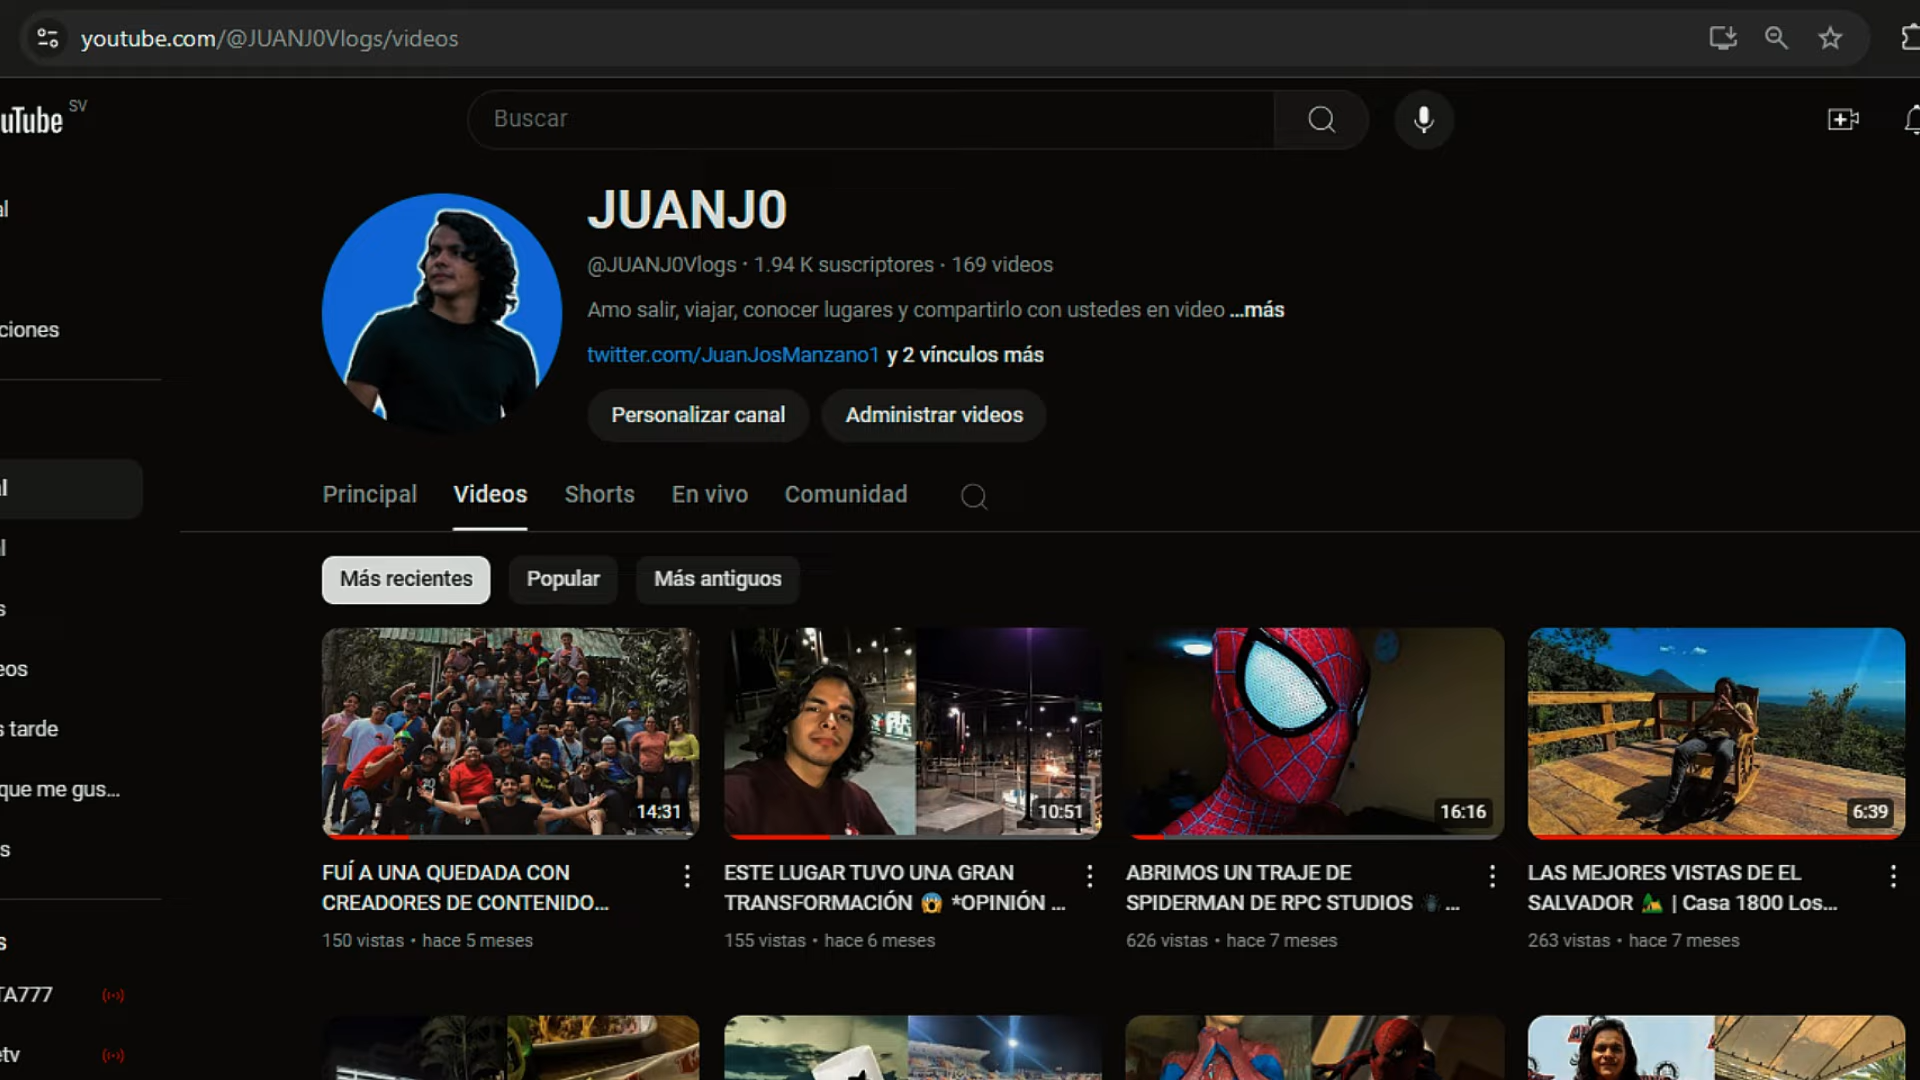 youtube.com/@JUANJ0Vlogs/videos
uTube SV
Buscar
al
JUANJ0
@JUANJ0Vlogs · 1.94 K suscriptores · 169 videos
Amo salir, viajar, conocer lugares y compartirlo con ustedes en video ...más
ciones
twitter.com/JuanJosManzano1 y 2 vínculos más
Personalizar canal
Administrar videos
al
Principal
Videos
Shorts
En vivo
Comunidad
Más recientes
Popular
Más antiguos
s
eos
s tarde
que me gus...
s
14:31
10:51
16:16
6:39
FUÍ A UNA QUEDADA CON
CREADORES DE CONTENIDO...
150 vistas · hace 5 meses
ESTE LUGAR TUVO UNA GRAN
TRANSFORMACIÓN 😱 *OPINIÓN ...
155 vistas · hace 6 meses
ABRIMOS UN TRAJE DE
SPIDERMAN DE RPC STUDIOS 🕷️...
626 vistas · hace 7 meses
LAS MEJORES VISTAS DE EL
SALVADOR 🏕️ | Casa 1800 Los...
263 vistas · hace 7 meses
s
TA777
etv